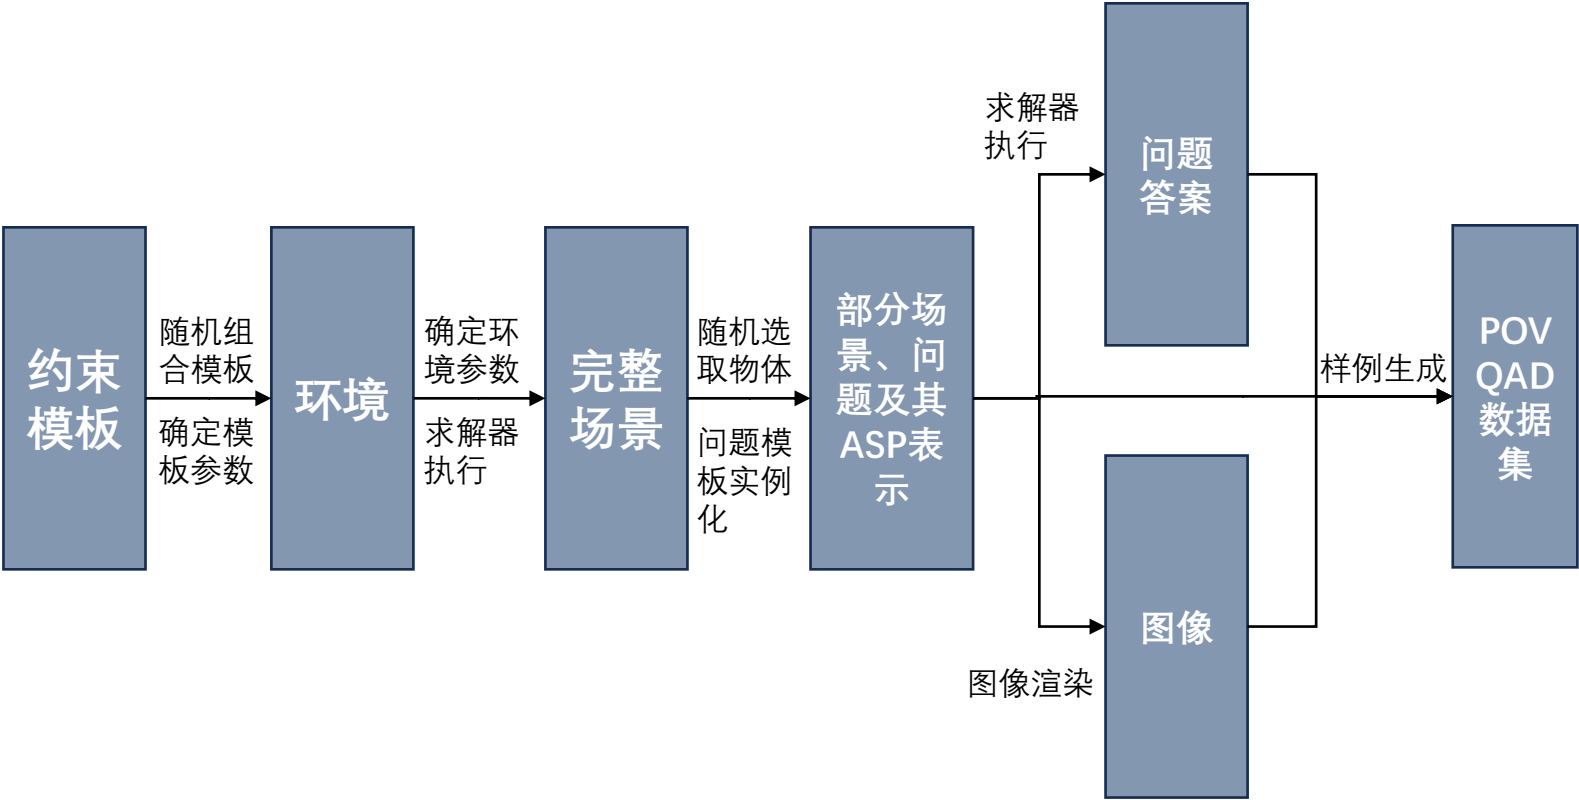 约束
模板
随机组
合模板
确定模
板参数
环境
确定环
境参数
求解器
执行
完整
场景
随机选
取物体
问题模
板实例
化
部分场
景、问
题及其
ASP表
示
求解器
执行
问题
答案
图像渲染
图像
样例生成
POV
QAD
数据
集